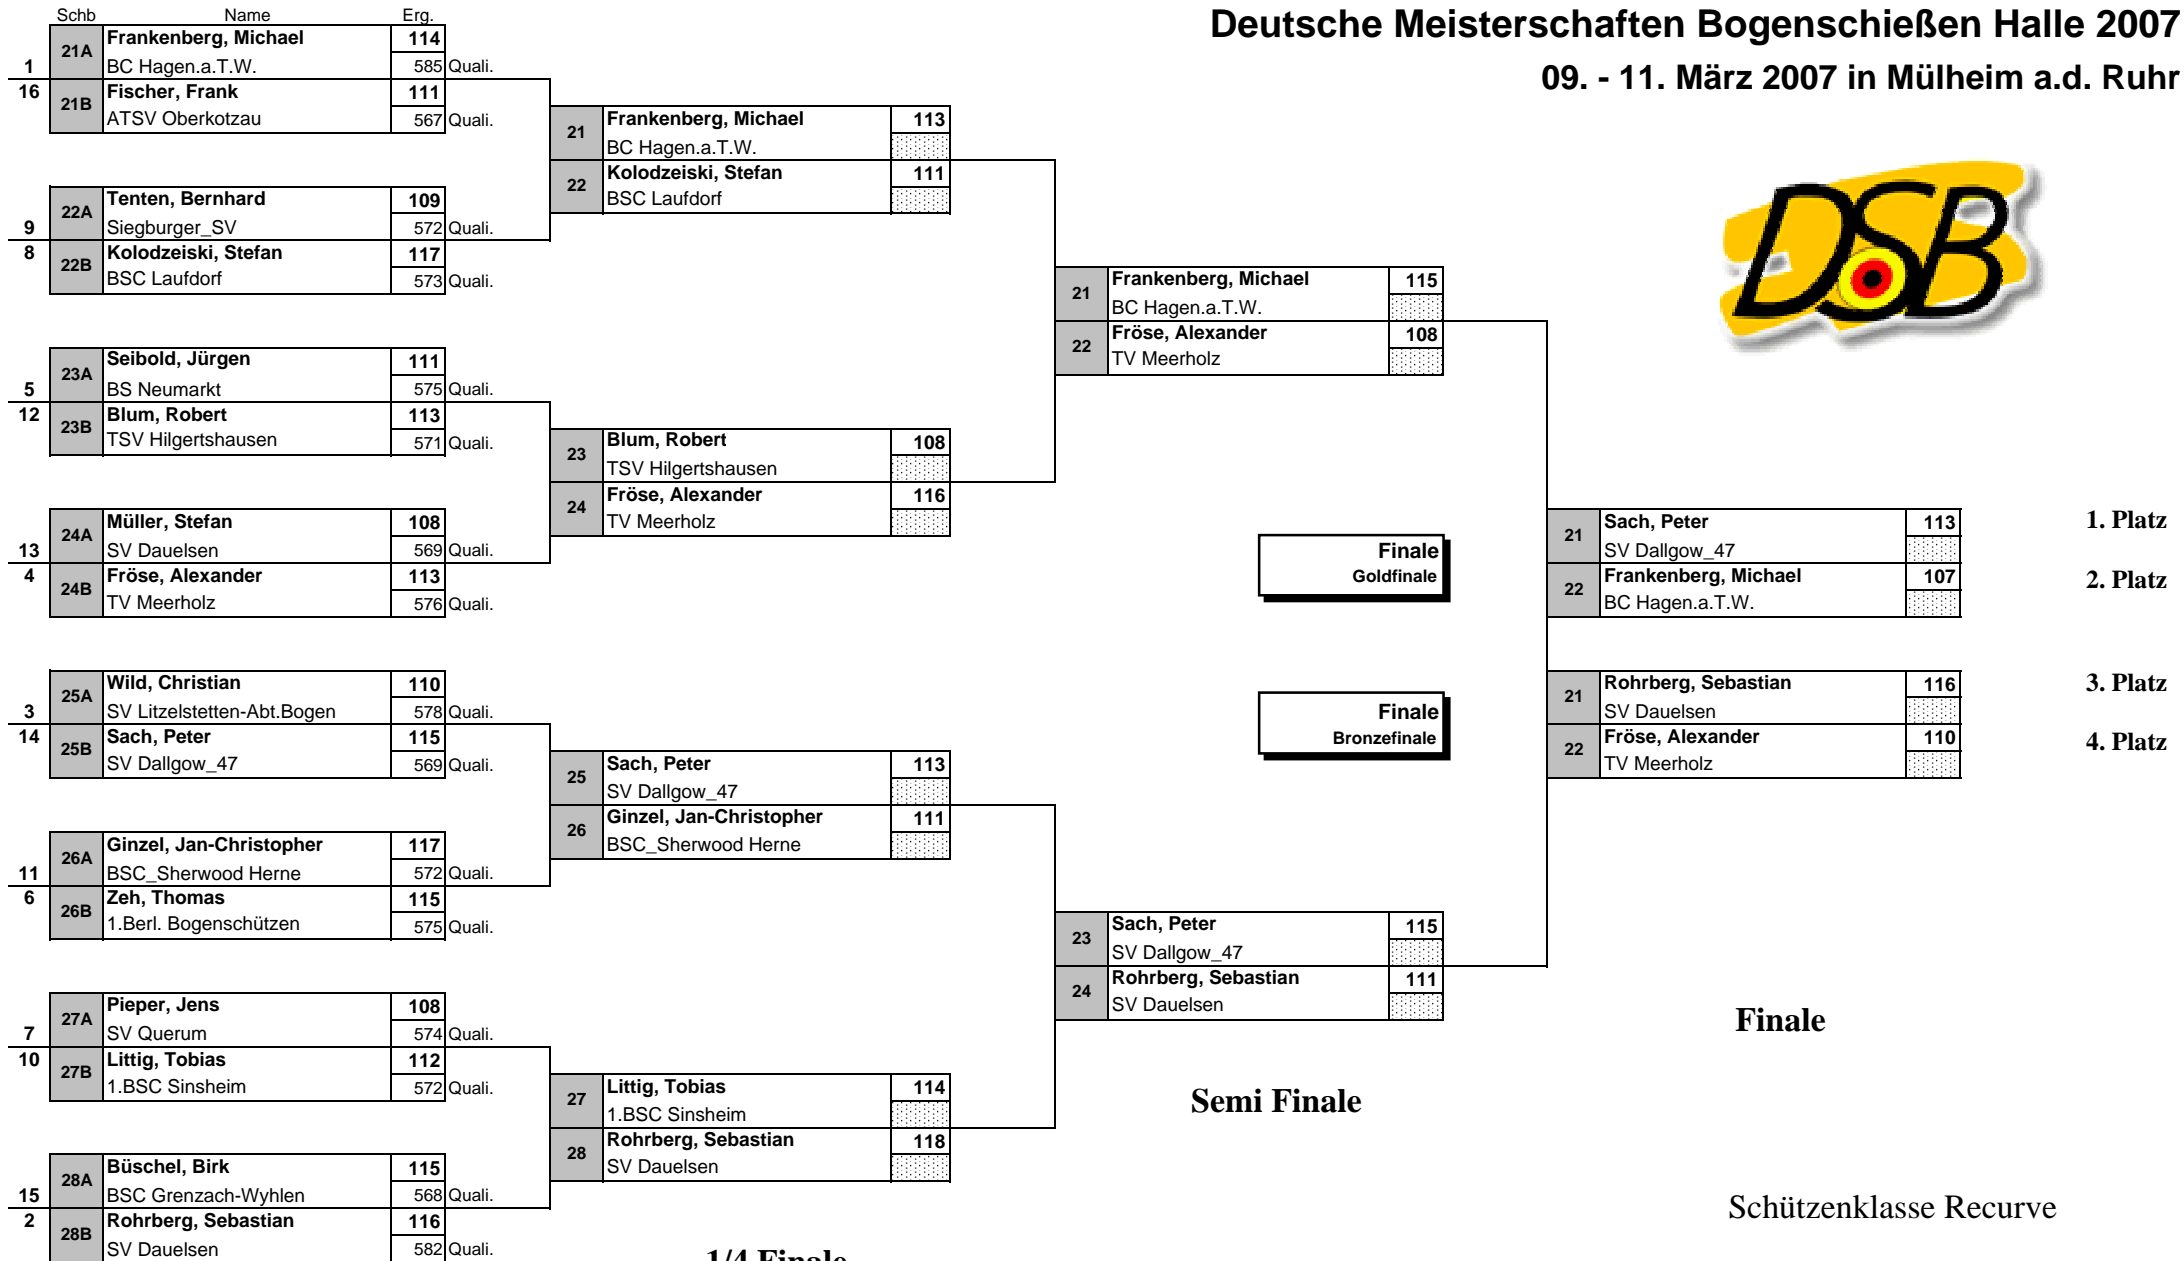 Deutsche Meisterschaften Bogenschießen Halle 2007
09. - 11. März 2007 in Mülheim a.d. Ruhr
DSB
Schb Name Erg.
21A Frankenberg, Michael 114
1 BC Hagen.a.T.W. 585 Quali.
16 21B Fischer, Frank 111
ATSV Oberkotzau 567 Quali.
22A Tenten, Bernhard 109
9 Siegburger_SV 572 Quali.
8 22B Kolodzeiski, Stefan 117
BSC Laufdorf 573 Quali.
23A Seibold, Jürgen 111
5 BS Neumarkt 575 Quali.
12 23B Blum, Robert 113
TSV Hilgertshausen 571 Quali.
24A Müller, Stefan 108
13 SV Dauelsen 569 Quali.
4 24B Fröse, Alexander 113
TV Meerholz 576 Quali.
25A Wild, Christian 110
3 SV Litzelstetten-Abt.Bogen 578 Quali.
14 25B Sach, Peter 115
SV Dallgow_47 569 Quali.
26A Ginzel, Jan-Christopher 117
11 BSC_Sherwood Herne 572 Quali.
6 26B Zeh, Thomas 115
1.Berl. Bogenschützen 575 Quali.
27A Pieper, Jens 108
7 SV Querum 574 Quali.
10 27B Littig, Tobias 112
1.BSC Sinsheim 572 Quali.
28A Büschel, Birk 115
15 BSC Grenzach-Wyhlen 568 Quali.
2 28B Rohrberg, Sebastian 116
SV Dauelsen 582 Quali.
21 Frankenberg, Michael 113
BC Hagen.a.T.W.
22 Kolodzeiski, Stefan 111
BSC Laufdorf
23 Blum, Robert 108
TSV Hilgertshausen
24 Fröse, Alexander 116
TV Meerholz
25 Sach, Peter 113
SV Dallgow_47
26 Ginzel, Jan-Christopher 111
BSC_Sherwood Herne
27 Littig, Tobias 114
1.BSC Sinsheim
28 Rohrberg, Sebastian 118
SV Dauelsen
1/4 Finale
21 Frankenberg, Michael 115
BC Hagen.a.T.W.
22 Fröse, Alexander 108
TV Meerholz
23 Sach, Peter 115
SV Dallgow_47
24 Rohrberg, Sebastian 111
SV Dauelsen
Semi Finale
Finale
Goldfinale
21 Sach, Peter 113 1. Platz
SV Dallgow_47
22 Frankenberg, Michael 107 2. Platz
BC Hagen.a.T.W.
Finale
Bronzefinale
21 Rohrberg, Sebastian 116 3. Platz
SV Dauelsen
22 Fröse, Alexander 110 4. Platz
TV Meerholz
Finale
Schützenklasse Recurve